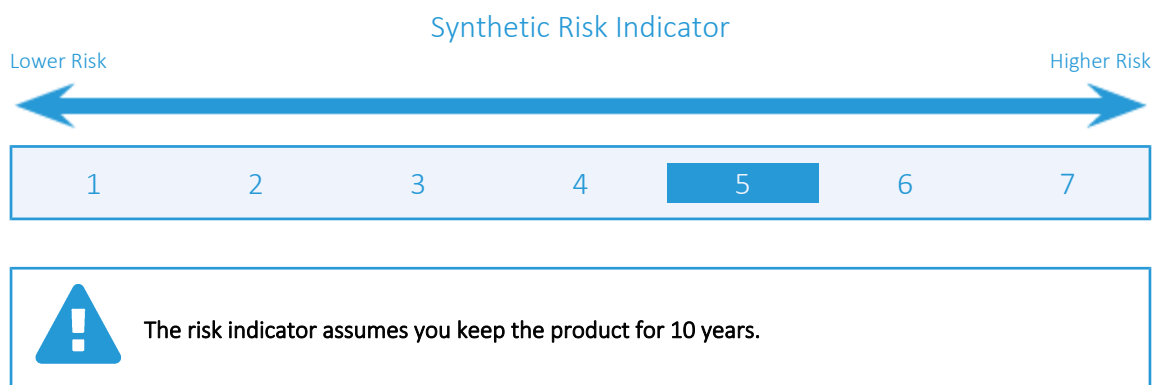 Synthetic Risk Indicator
Lower Risk Higher Risk
1 2 3 4 5 6 7
The risk indicator assumes you keep the product for 10 years.